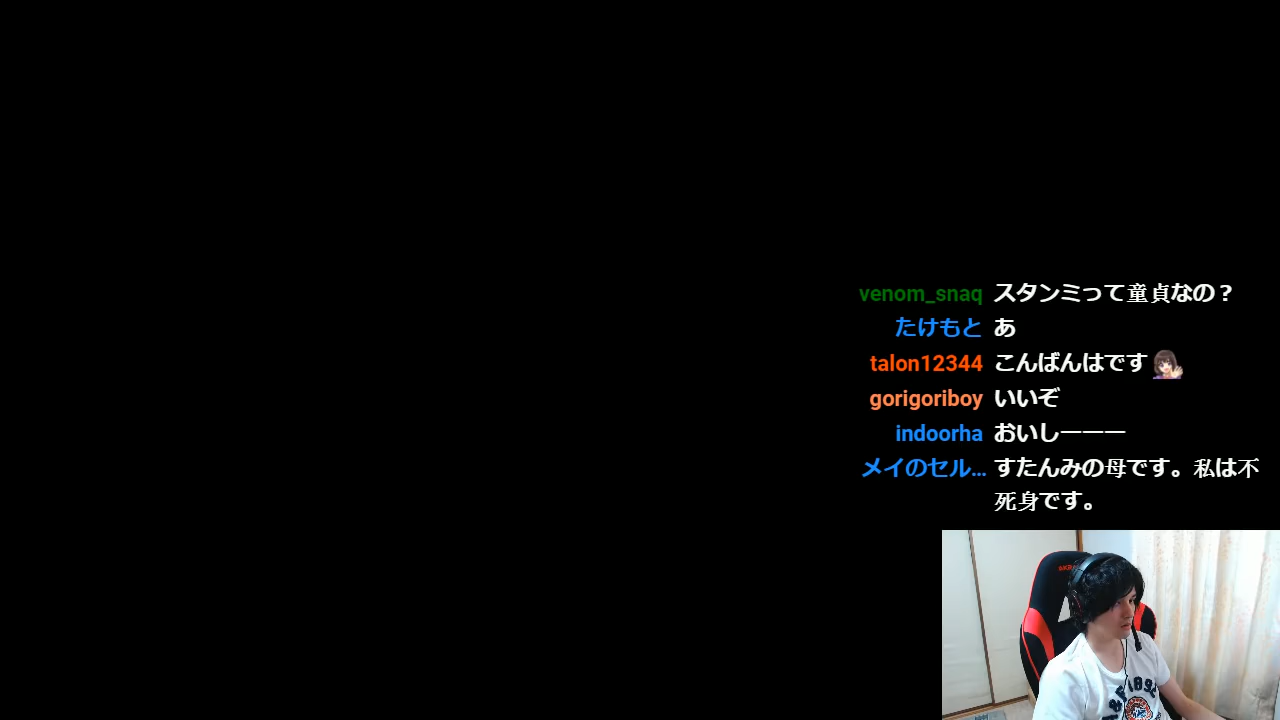 venom_snaq スタンミって童貞なの？
たけもと あ
talon12344 こんばんはです
gorigoriboy いいぞ
indoorha おいしーーー
メイのセル... すたんみの母です。私は不
死身です。